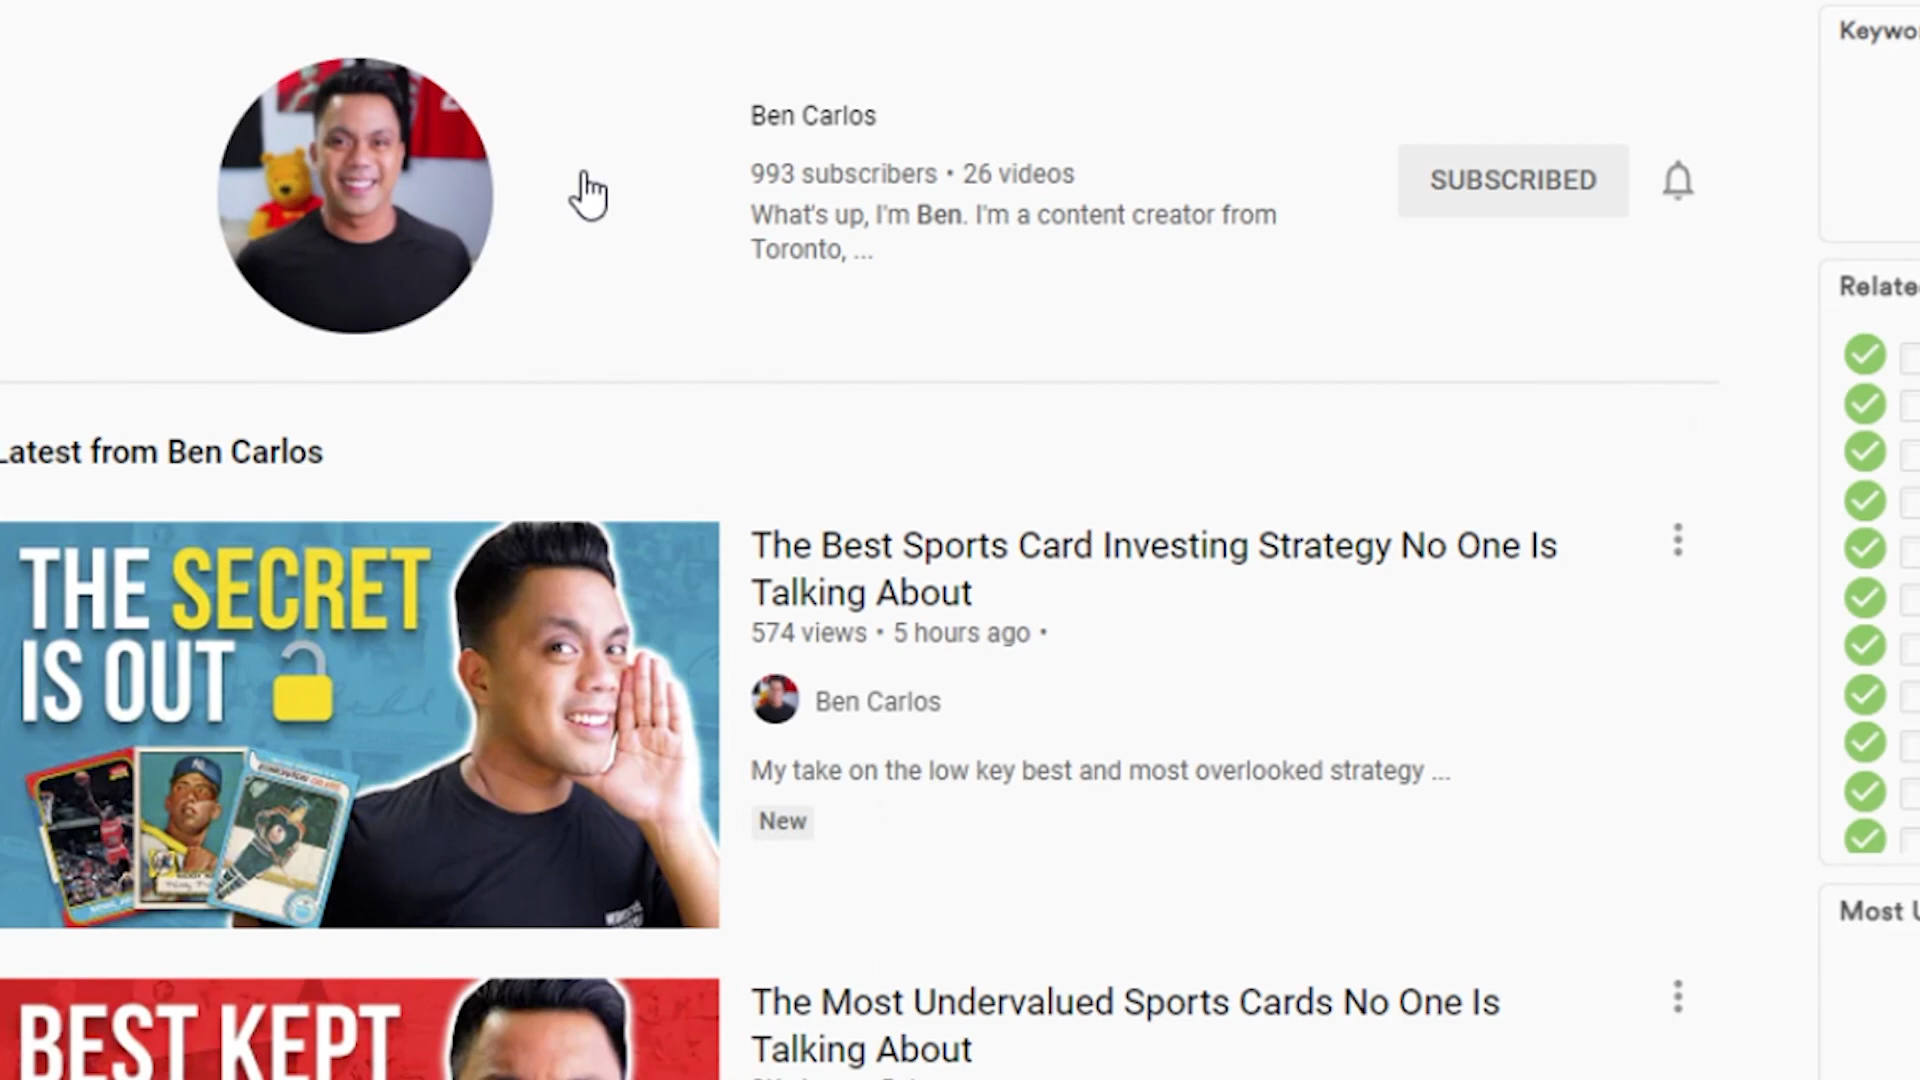 Ben Carlos
993 subscribers • 26 videos
What's up, I'm Ben. I'm a content creator from
Toronto, ...
SUBSCRIBED
Latest from Ben Carlos
THE SECRET
IS OUT
The Best Sports Card Investing Strategy No One Is
Talking About
574 views • 5 hours ago •
Ben Carlos
My take on the low key best and most overlooked strategy ...
New
BEST KEPT
The Most Undervalued Sports Cards No One Is
Talking About
Keywo
Relate
Most U